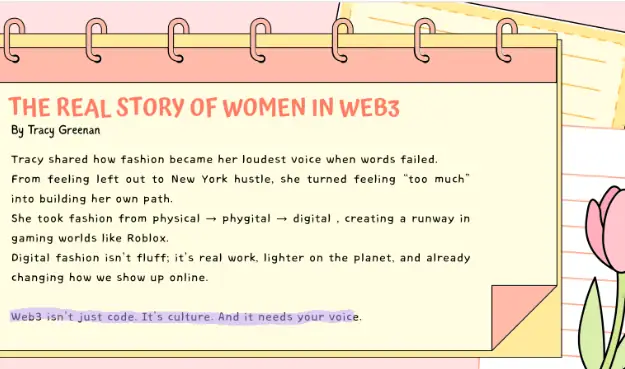 THE REAL STORY OF WOMEN IN WEB3
By Tracy Greenan
Tracy shared how fashion became her loudest voice when words failed.
From feeling left out to New York hustle, she turned feeling "too much"
into building her own path.
She took fashion from physical → phygital → digital , creating a runway in
gaming worlds like Roblox.
Digital fashion isn't fluff; it's real work, lighter on the planet, and already
changing how we show up online.
Web3 isn't just code. It's culture. And it needs your voice.